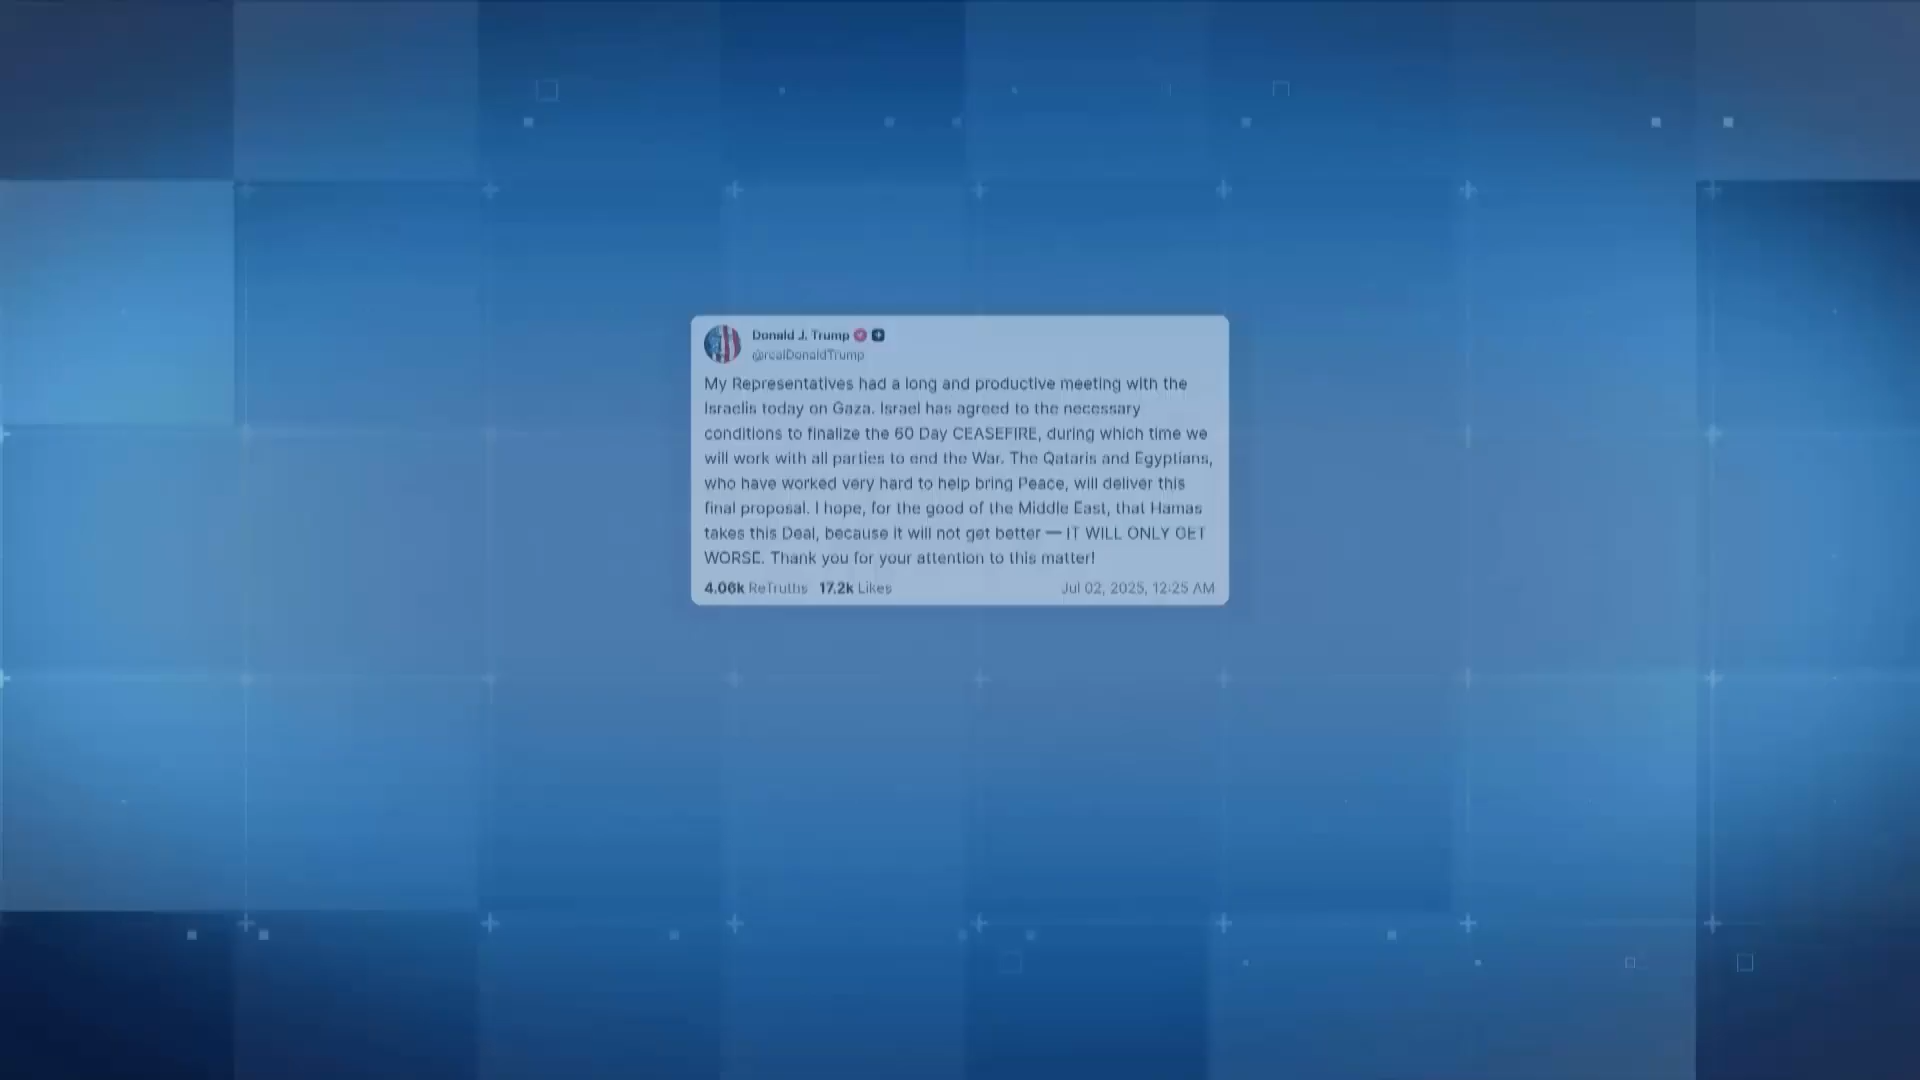 Donald J. Trump
@realDonaldTrump
My Representatives had a long and productive meeting with the
Israelis today on Gaza. Israel has agreed to the necessary
conditions to finalize the 60 Day CEASEFIRE, during which time we
will work with all parties to end the War. The Qataris and Egyptians,
who have worked very hard to help bring Peace, will deliver this
final proposal. I hope, for the good of the Middle East, that Hamas
takes this Deal, because it will not get better — IT WILL ONLY GET
WORSE. Thank you for your attention to this matter!
4.06k ReTruths 17.2k Likes Jul 02, 2025, 12:25 AM